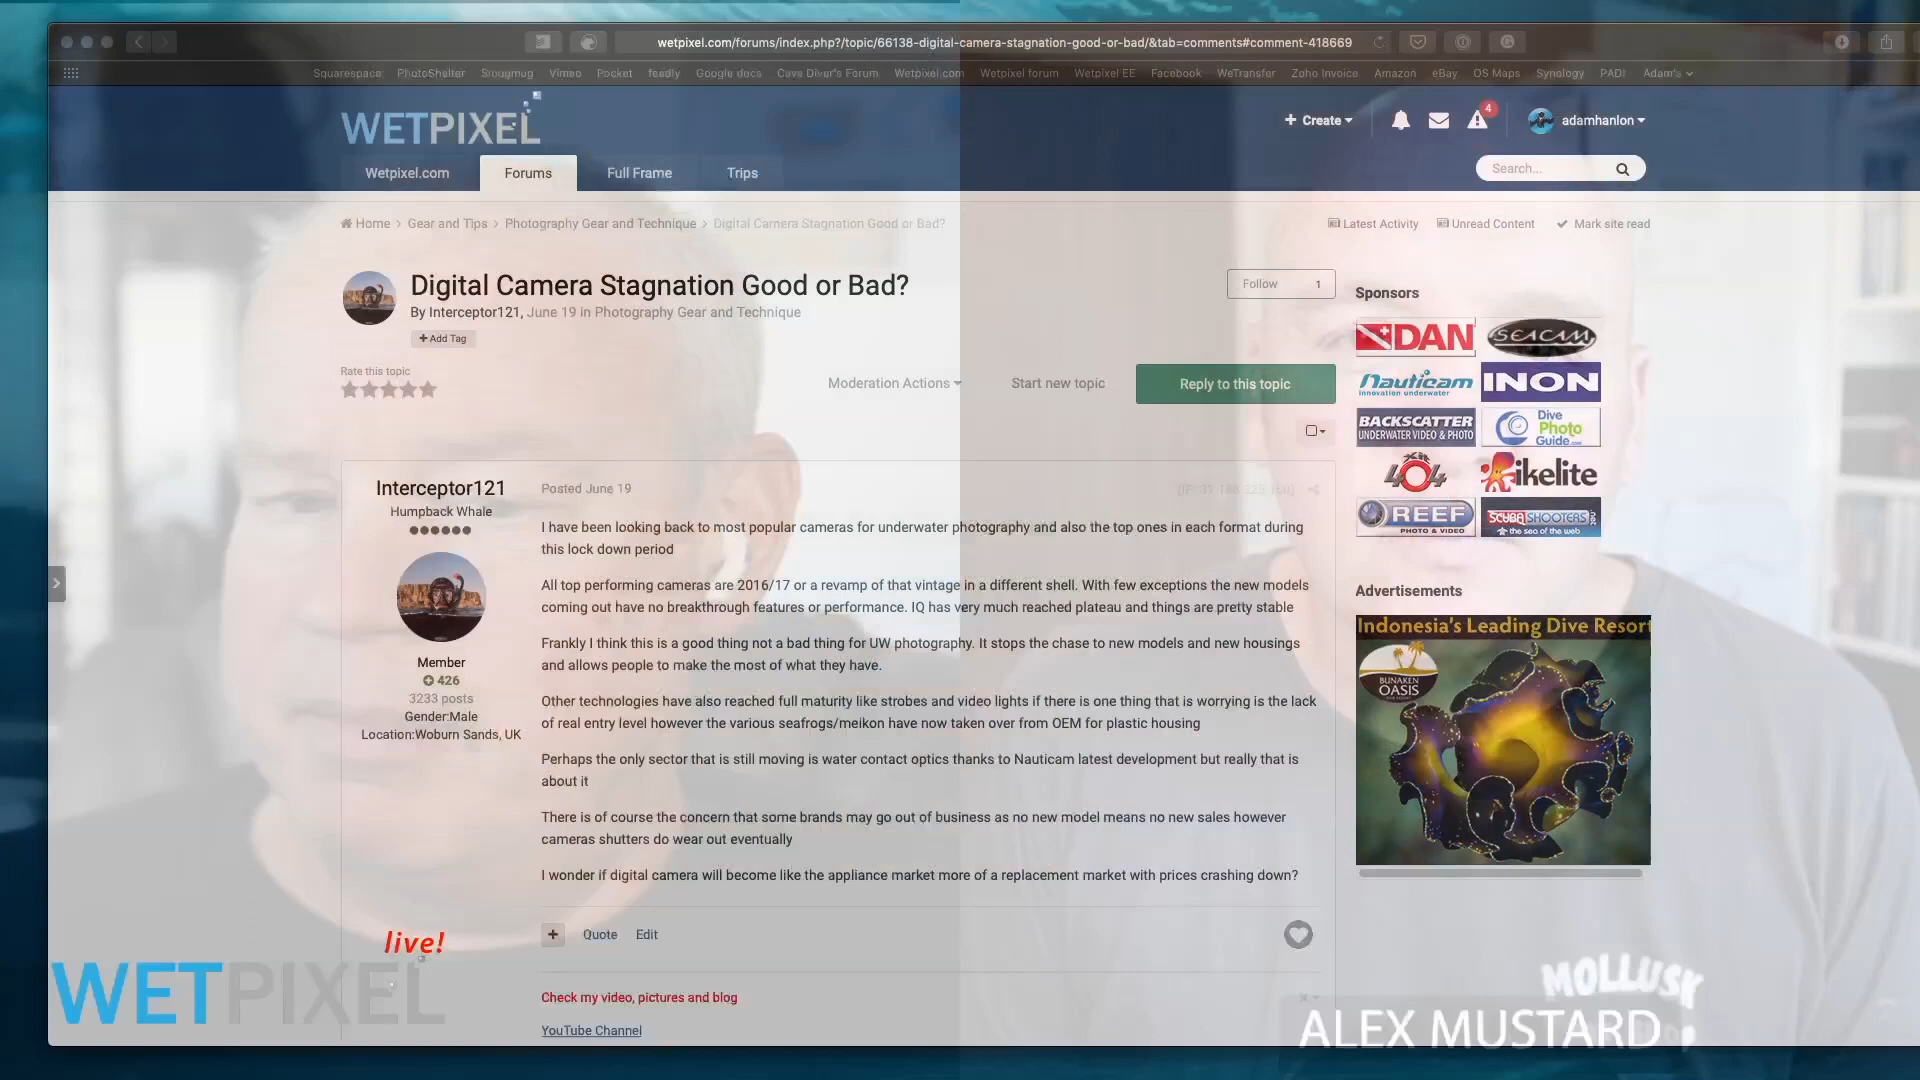 wetpixel.com/forums/index.php?/topic/66138-digital-camera-stagnation-good-or-bad/&tab=comments#comment-418669
Squarespace PhotoShelter Smugmug Vimeo Pocket feedly Google docs Cave Diver's Forum Wetpixel.com Wetpixel forum Wetpixel EE Facebook WeTransfer Zoho Invoice Amazon eBay OS Maps Synology PADI Adam's
WETPIXEL
+ Create 4 adamhanlon
Wetpixel.com Forums Full Frame Trips Search...
Home > Gear and Tips > Photography Gear and Technique > Digital Camera Stagnation Good or Bad? Latest Activity Unread Content Mark site read
Digital Camera Stagnation Good or Bad?
By Interceptor121, June 19 in Photography Gear and Technique
+ Add Tag
Follow 1
Rate this topic
Moderation Actions Start new topic Reply to this topic
Interceptor121
Humpback Whale
Member
426
3233 posts
Gender:Male
Location:Woburn Sands, UK
Posted June 19
I have been looking back to most popular cameras for underwater photography and also the top ones in each format during
this lock down period
All top performing cameras are 2016/17 or a revamp of that vintage in a different shell. With few exceptions the new models
coming out have no breakthrough features or performance. IQ has very much reached plateau and things are pretty stable
Frankly I think this is a good thing not a bad thing for UW photography. It stops the chase to new models and new housings
and allows people to make the most of what they have.
Other technologies have also reached full maturity like strobes and video lights if there is one thing that is worrying is the lack
of real entry level however the various seafrogs/meikon have now taken over from OEM for plastic housing
Perhaps the only sector that is still moving is water contact optics thanks to Nauticam latest development but really that is
about it
There is of course the concern that some brands may go out of business as no new model means no new sales however
cameras shutters do wear out eventually
I wonder if digital camera will become like the appliance market more of a replacement market with prices crashing down?
+ Quote Edit
Check my video, pictures and blog
YouTube Channel
Sponsors
DAN SEACAM
Nauticam INON
innovation underwater
BACKSCATTER Dive
UNDERWATER VIDEO & PHOTO Photo
Guide.com
404 ikelite
REEF SCUBASHOOTERS
PHOTO & VIDEO the sea of the web
Advertisements
Indonesia's Leading Dive Resort
BUNAKEN
OASIS
live!
WETPIXEL
MOLLUSK
ALEX MUSTARD